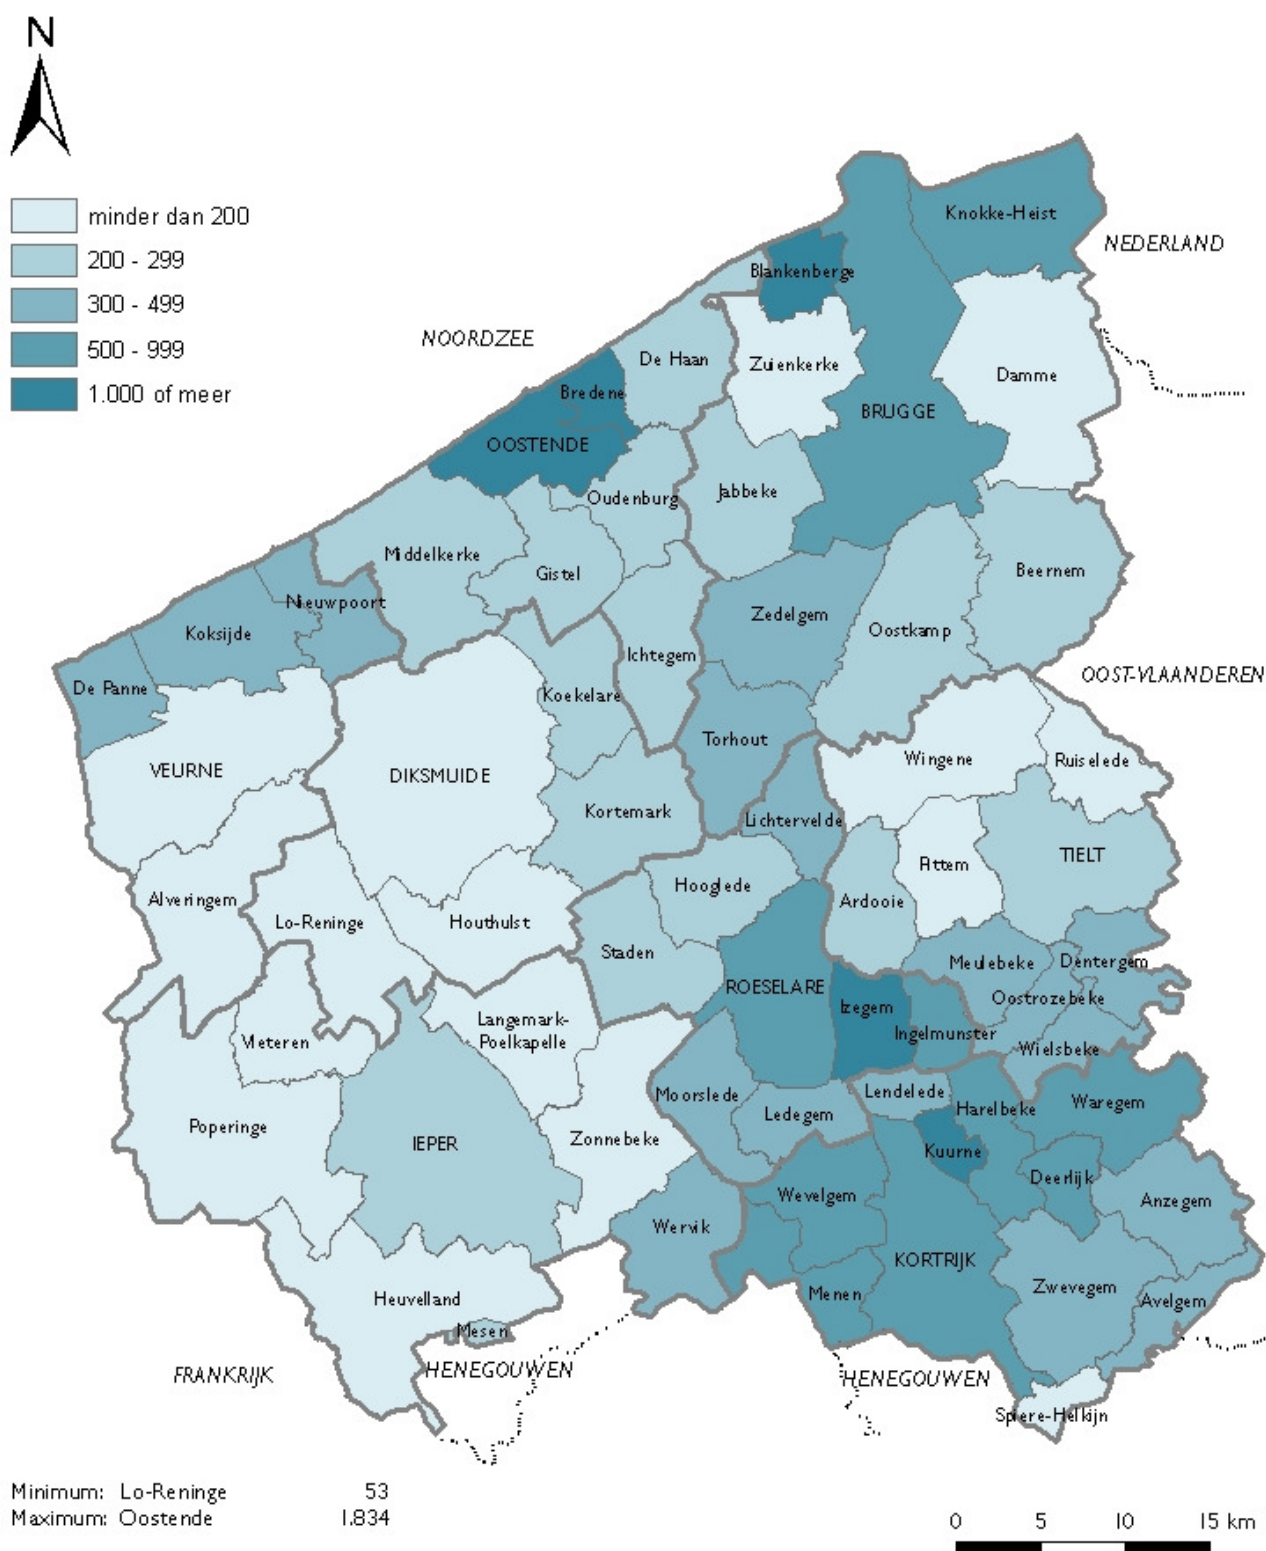 N
minder dan 200
200 - 299
300 - 499
500 - 999
1.000 of meer
Knokke-Heist
NEDERLAND
Blankenberge
NOORDZEE
De Haan
Zuienkerke
Damme
Bredene
BRUGGE
OOSTENDE
Oudenburg
Jabbeke
Middelkerke
Gistel
Beernem
Nieuwpoort
Zedelgem
Koksijde
Oostkamp
Ichtegem
OOST-VLAANDEREN
De Panne
Koekelare
Torhout
VEURNE
DIKSMUIDE
Wingene
Ruiselede
Kortemark
Lichtervelde
TIELT
Pittem
Hooglede
Alveringem
Ardooie
Lo-Reninge
Houthulst
Staden
Meulebeke
Dentergem
ROESELARE
Izegem
Oostrozebeke
Langemark-
Poelkapelle
Ingelmunster
Vleteren
Wielsbeke
Moorslede
Lendelede
Harelbeke
Waregem
Ledegem
Poperinge
IEPER
Zonnebeke
Kuurne
Deerlijk
Wevelgem
Anzegem
Wervik
KORTRIJK
Zwevegem
Menen
Avelgem
Heuvelland
Mesen
FRANKRIJK
HENEGOUWEN
HENEGOUWEN
Spiere-Helkijn
Minimum: Lo-Reninge 53
Maximum: Oostende 1.834
0 5 10 15 km